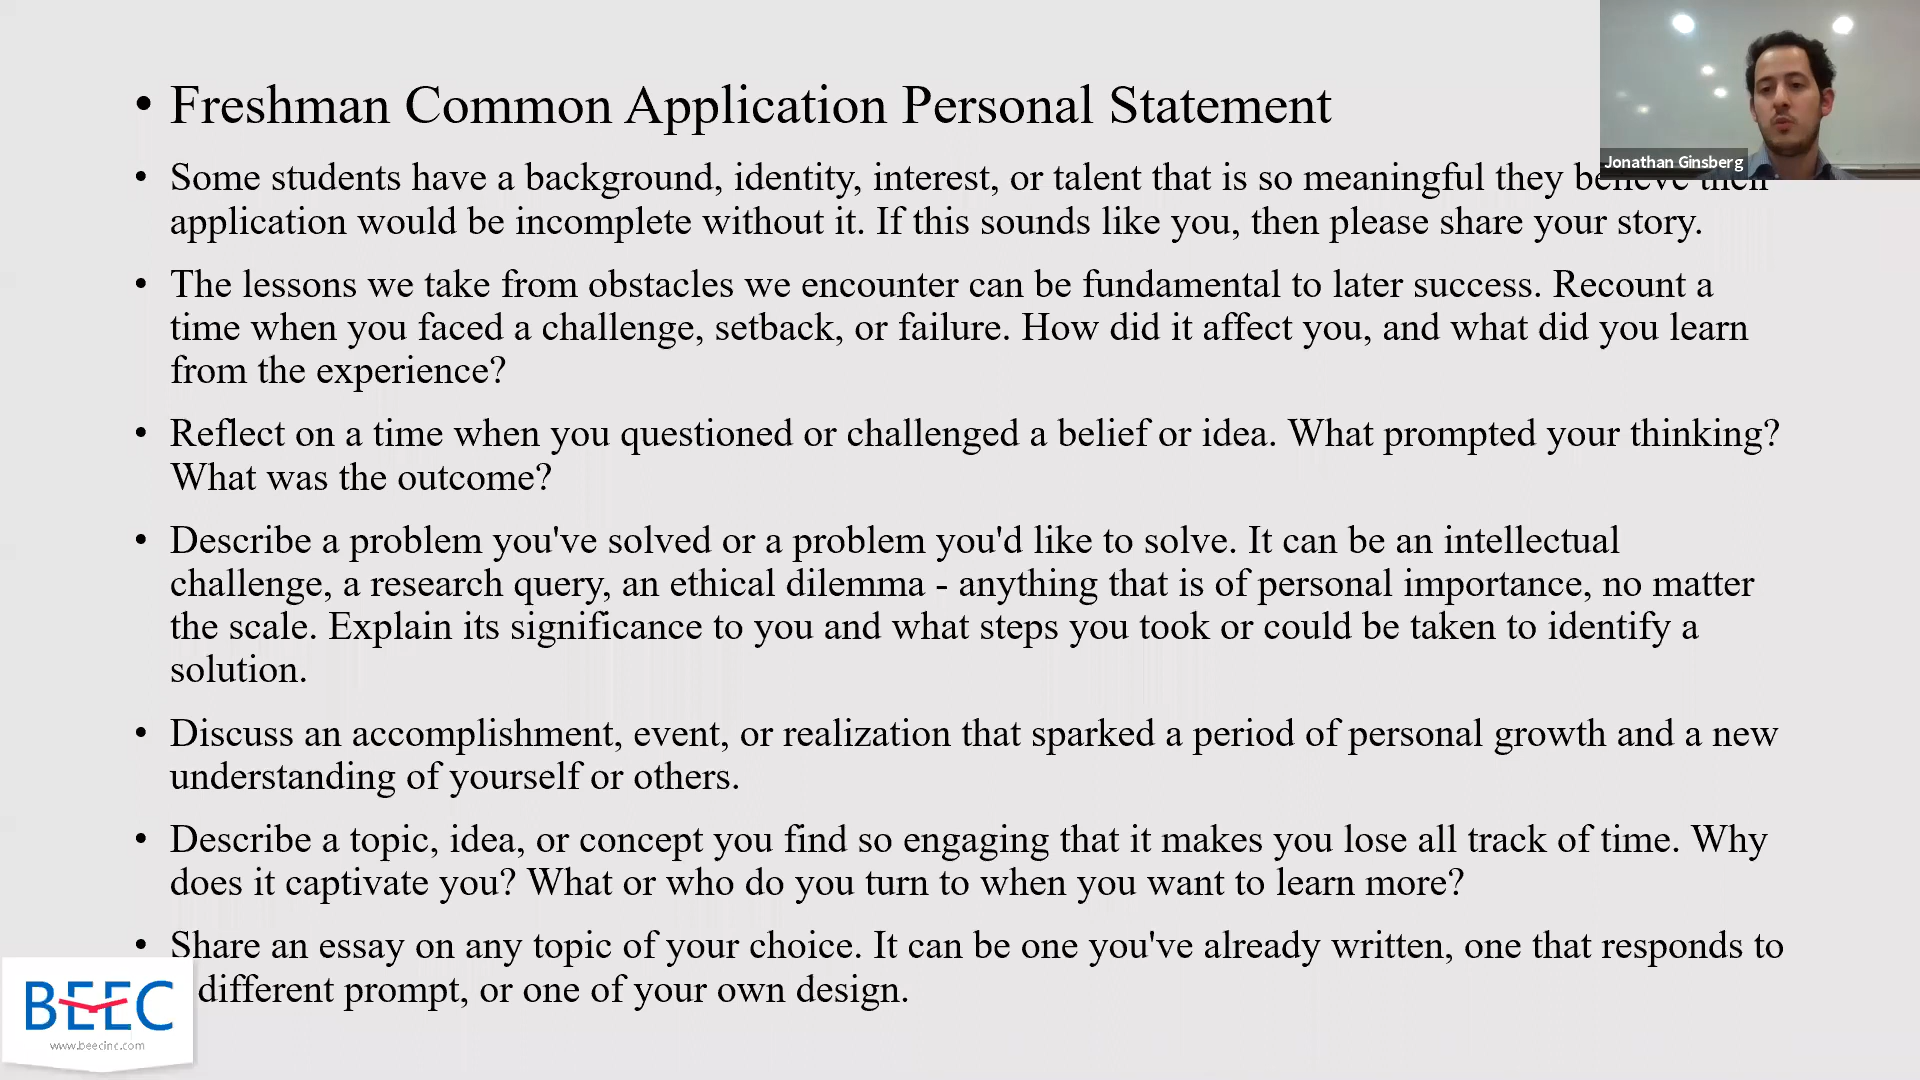 • Freshman Common Application Personal Statement
Jonathan Ginsberg
• Some students have a background, identity, interest, or talent that is so meaningful they believe their
application would be incomplete without it. If this sounds like you, then please share your story.
• The lessons we take from obstacles we encounter can be fundamental to later success. Recount a
time when you faced a challenge, setback, or failure. How did it affect you, and what did you learn
from the experience?
• Reflect on a time when you questioned or challenged a belief or idea. What prompted your thinking?
What was the outcome?
• Describe a problem you've solved or a problem you'd like to solve. It can be an intellectual
challenge, a research query, an ethical dilemma - anything that is of personal importance, no matter
the scale. Explain its significance to you and what steps you took or could be taken to identify a
solution.
• Discuss an accomplishment, event, or realization that sparked a period of personal growth and a new
understanding of yourself or others.
• Describe a topic, idea, or concept you find so engaging that it makes you lose all track of time. Why
does it captivate you? What or who do you turn to when you want to learn more?
• Share an essay on any topic of your choice. It can be one you've already written, one that responds to
different prompt, or one of your own design.
BEEC
www.beecinc.com